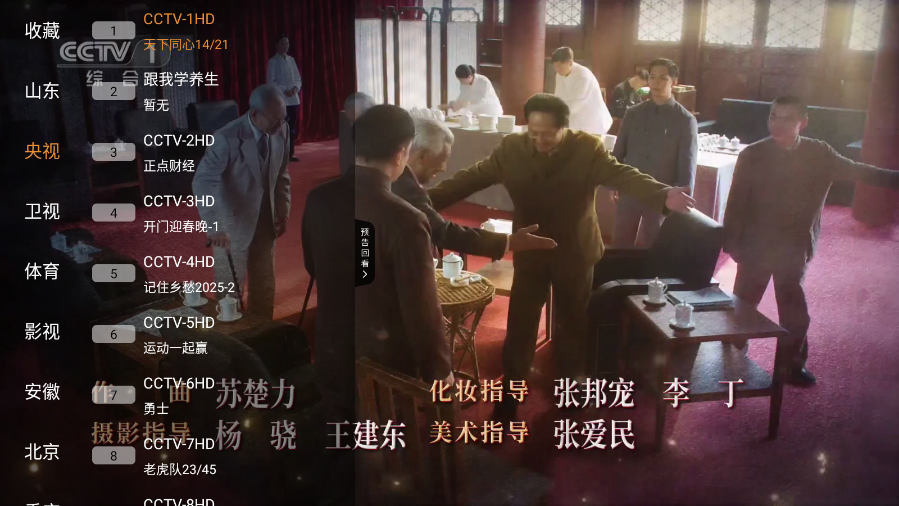 收藏
山东
央视
卫视
体育
影视
安徽
北京
CCTV 1
综合
1
CCTV-1HD
天下同心14/21
2
跟我学养生
暂无
3
CCTV-2HD
正点财经
4
CCTV-3HD
开门迎春晚-1
5
CCTV-4HD
记住乡愁2025-2
6
CCTV-5HD
运动一起赢
7
CCTV-6HD
勇士
8
CCTV-7HD
老虎队23/45
CCTV-8HD
预告回看
作 曲 苏楚力 化妆指导 张邦宠 李 丁
摄影指导 杨 骁 王建东 美术指导 张爱民